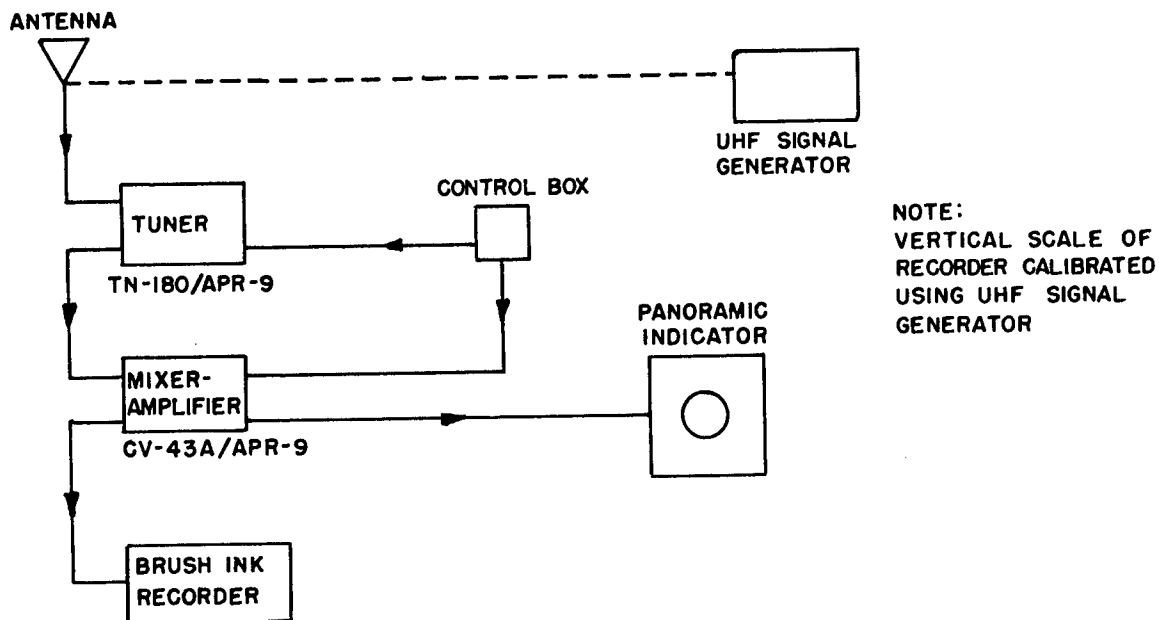 ANTENNA
UHF SIGNAL
GENERATOR
CONTROL BOX
TUNER
TN-180/APR-9
NOTE:
VERTICAL SCALE OF
RECORDER CALIBRATED
USING UHF SIGNAL
GENERATOR
PANORAMIC
INDICATOR
MIXER-
AMPLIFIER
CV-43A/APR-9
BRUSH INK
RECORDER